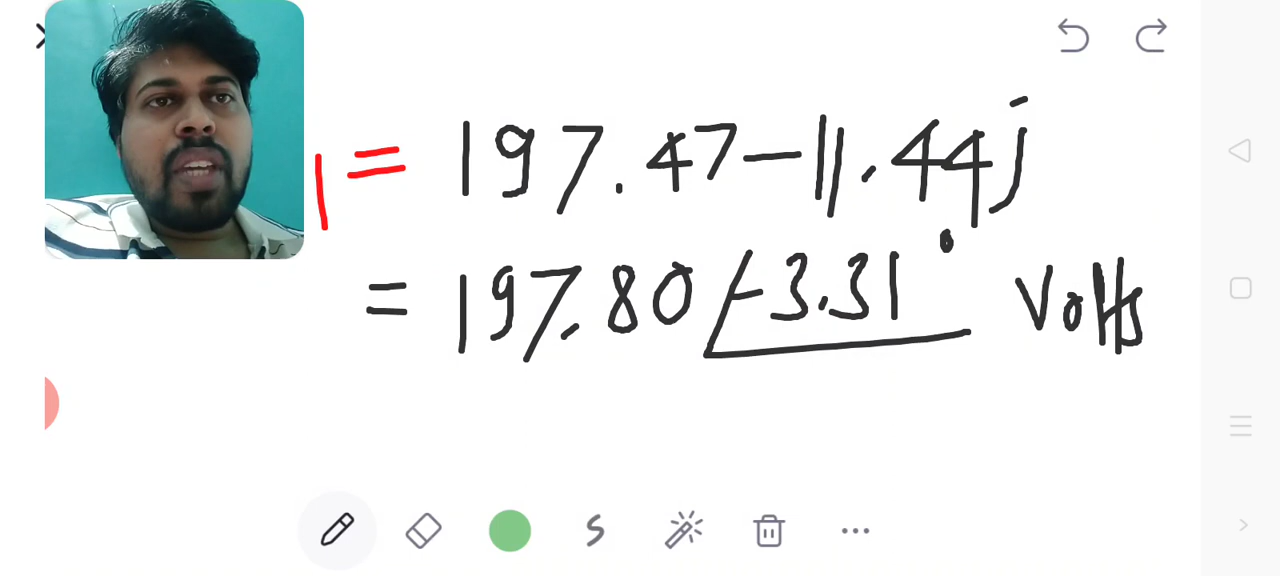 1 = 197.47 - 11.44j
= 197.80 ∠-3.31° Volts